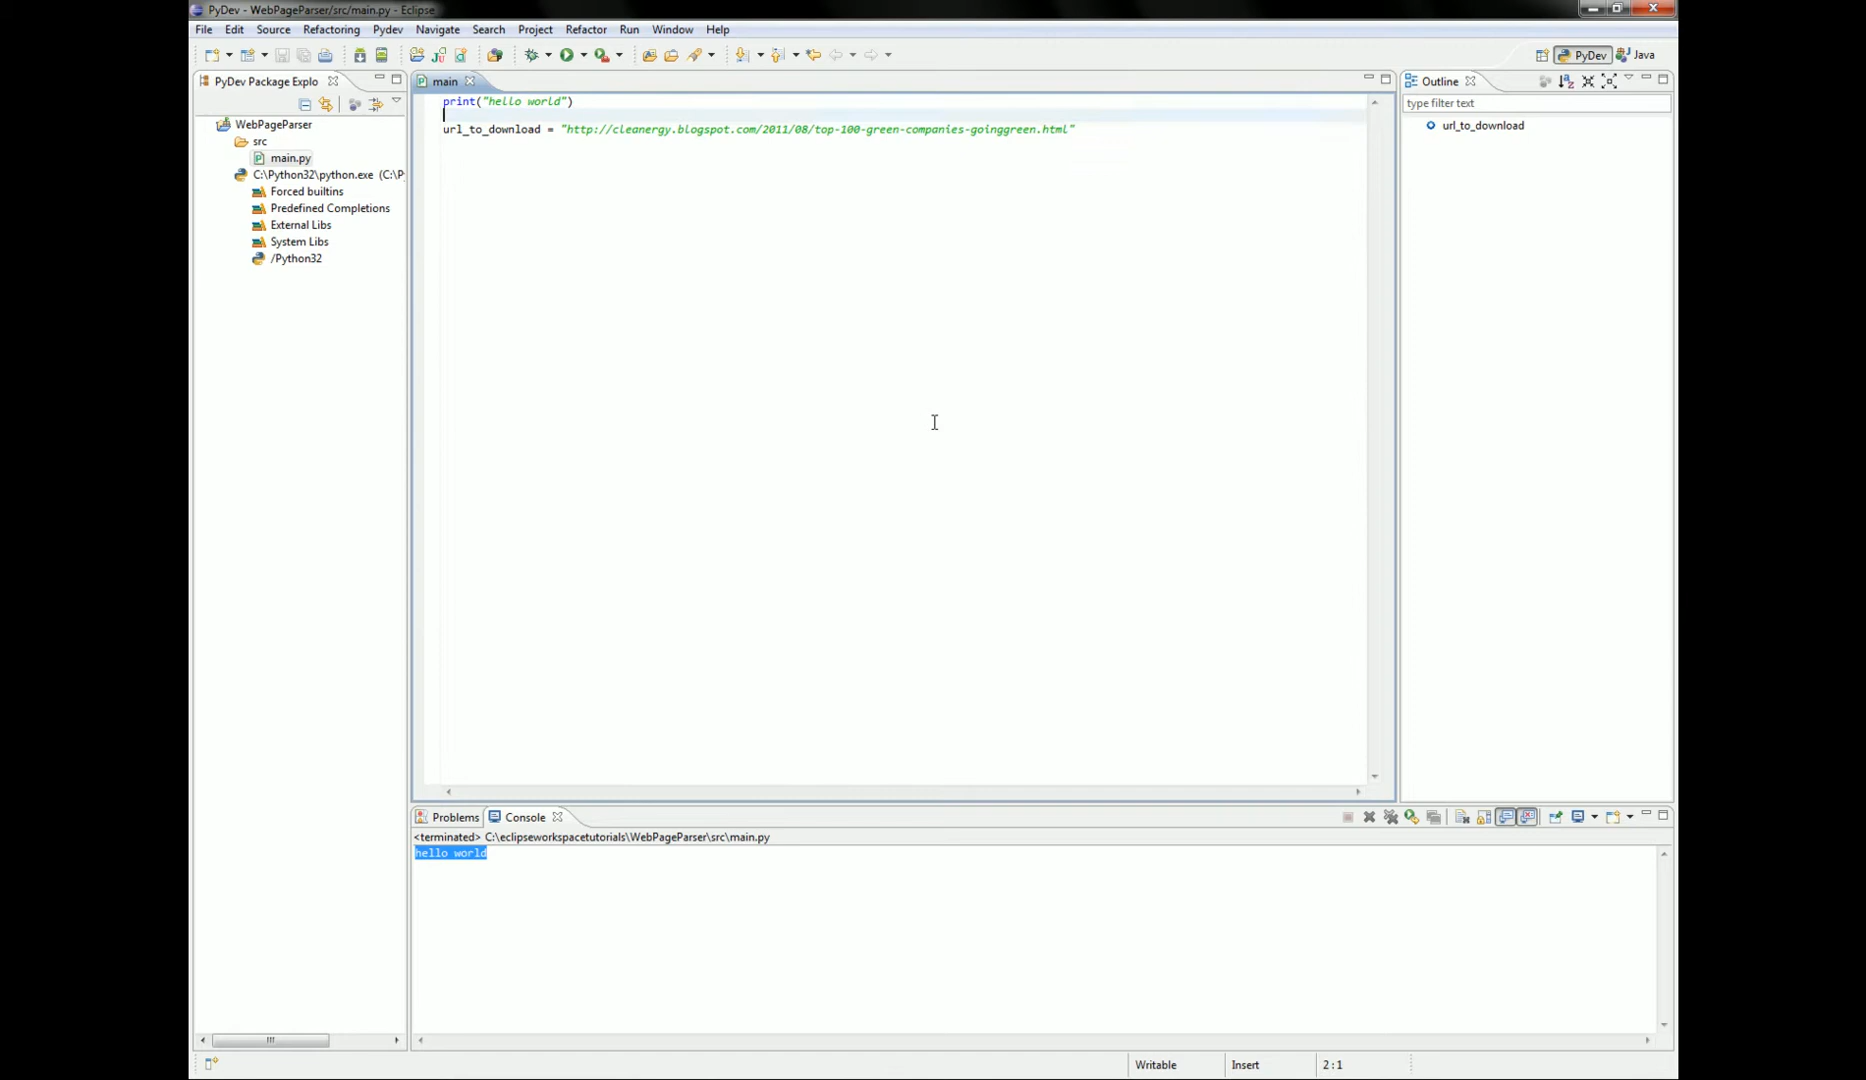 PyDev - WebPageParser/src/main.py - Eclipse
File Edit Source Refactoring Pydev Navigate Search Project Run Refactor Window Help
PyDev Java
PyDev Package Explo
WebPageParser
src
main.py
C:\Python32\python.exe (C:\P
Forced builtins
Predefined Completions
External Libs
System Libs
/Python32
main
print("hello world")
url_to_download = "http://cleanergy.blogspot.com/2011/08/top-100-green-companies-goinggreen.html"
Outline
type filter text
url_to_download
Problems Console
<terminated> C:\eclipseworkspacetutorials\WebPageParser\src\main.py
hello world
Writable Insert 2:1